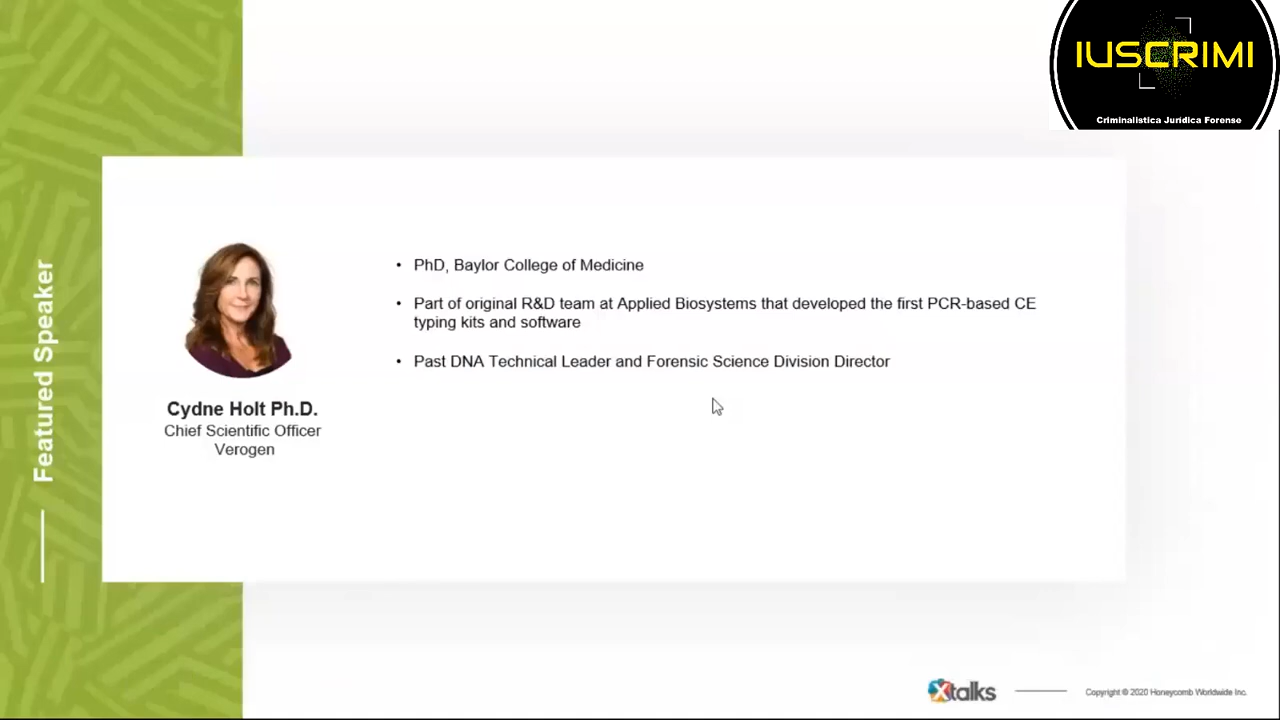 IUSCRIMI
Criminalistica Jurídica Forense
Featured Speaker
• PhD, Baylor College of Medicine
• Part of original R&D team at Applied Biosystems that developed the first PCR-based CE
typing kits and software
• Past DNA Technical Leader and Forensic Science Division Director
Cydne Holt Ph.D.
Chief Scientific Officer
Verogen
Xtalks
Copyright © 2020 Honeycomb Worldwide Inc.